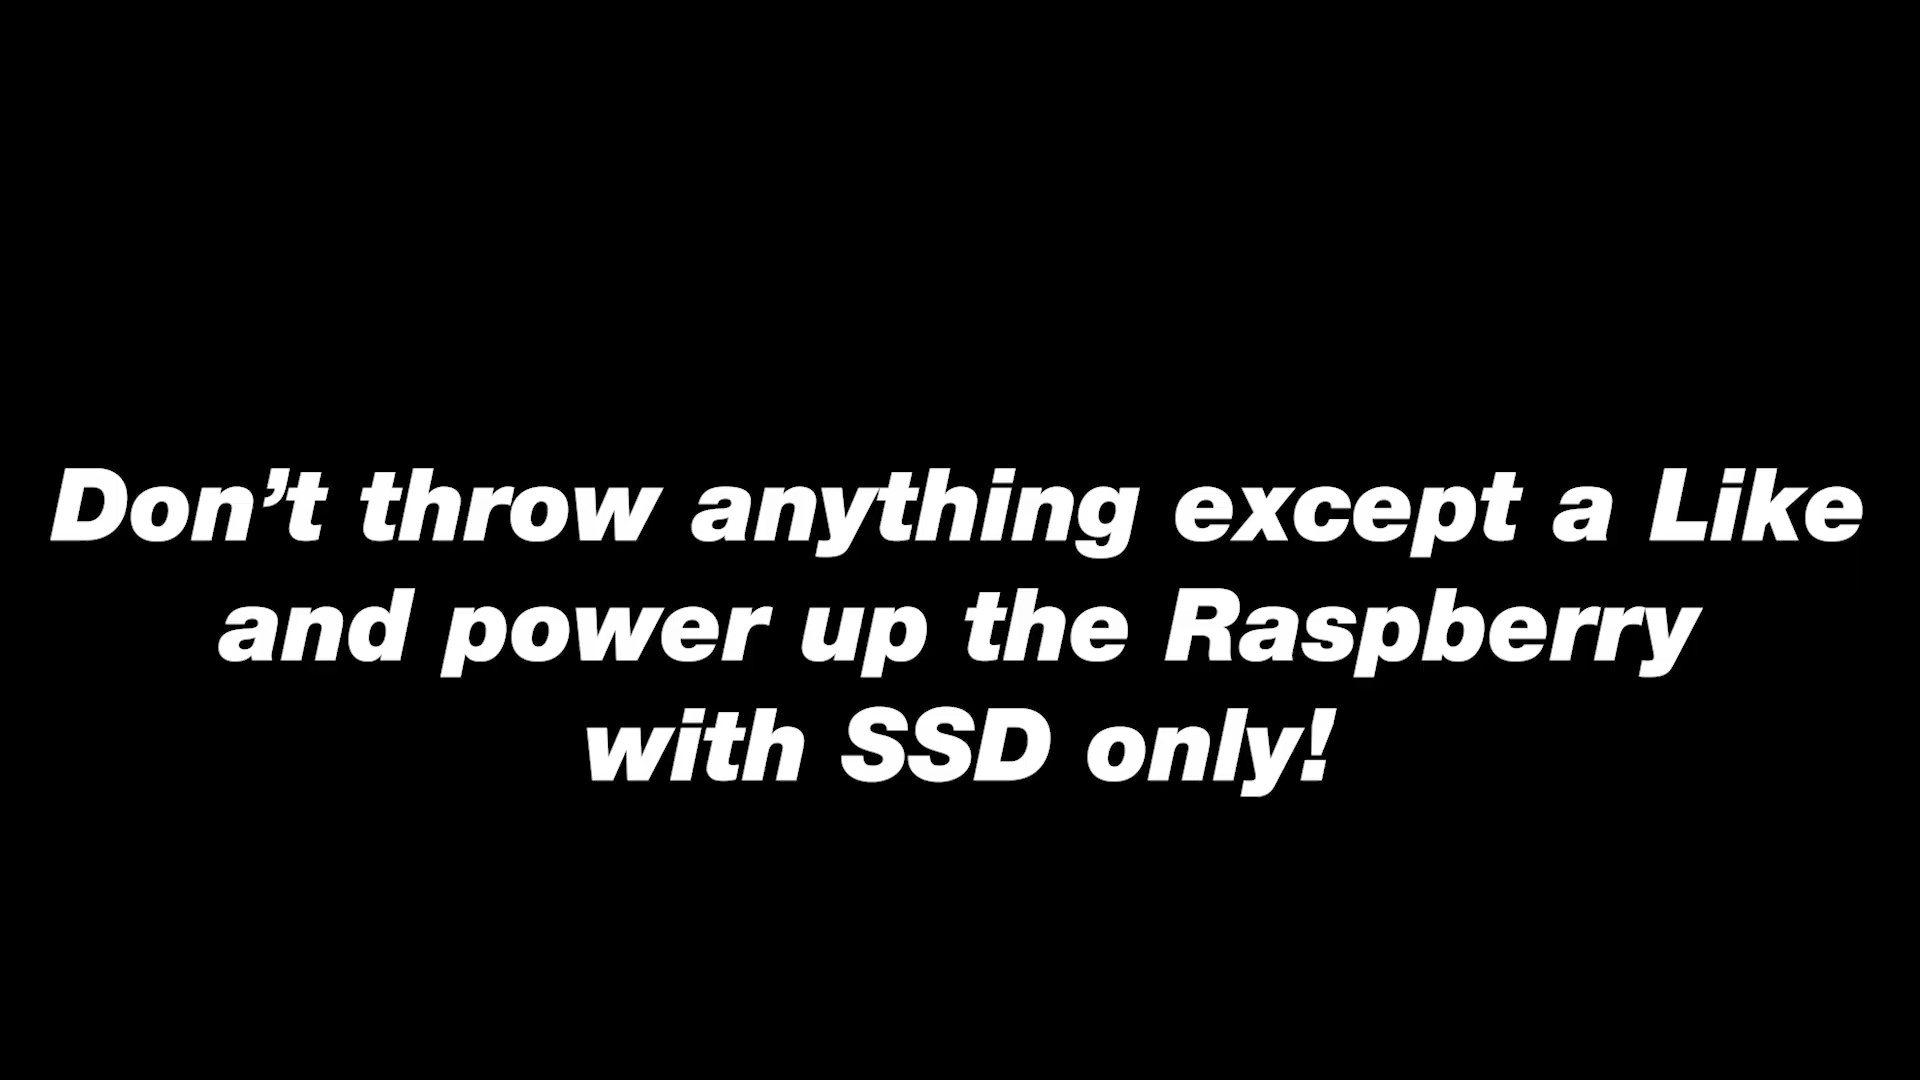 Don’t throw anything except a Like
and power up the Raspberry
with SSD only!